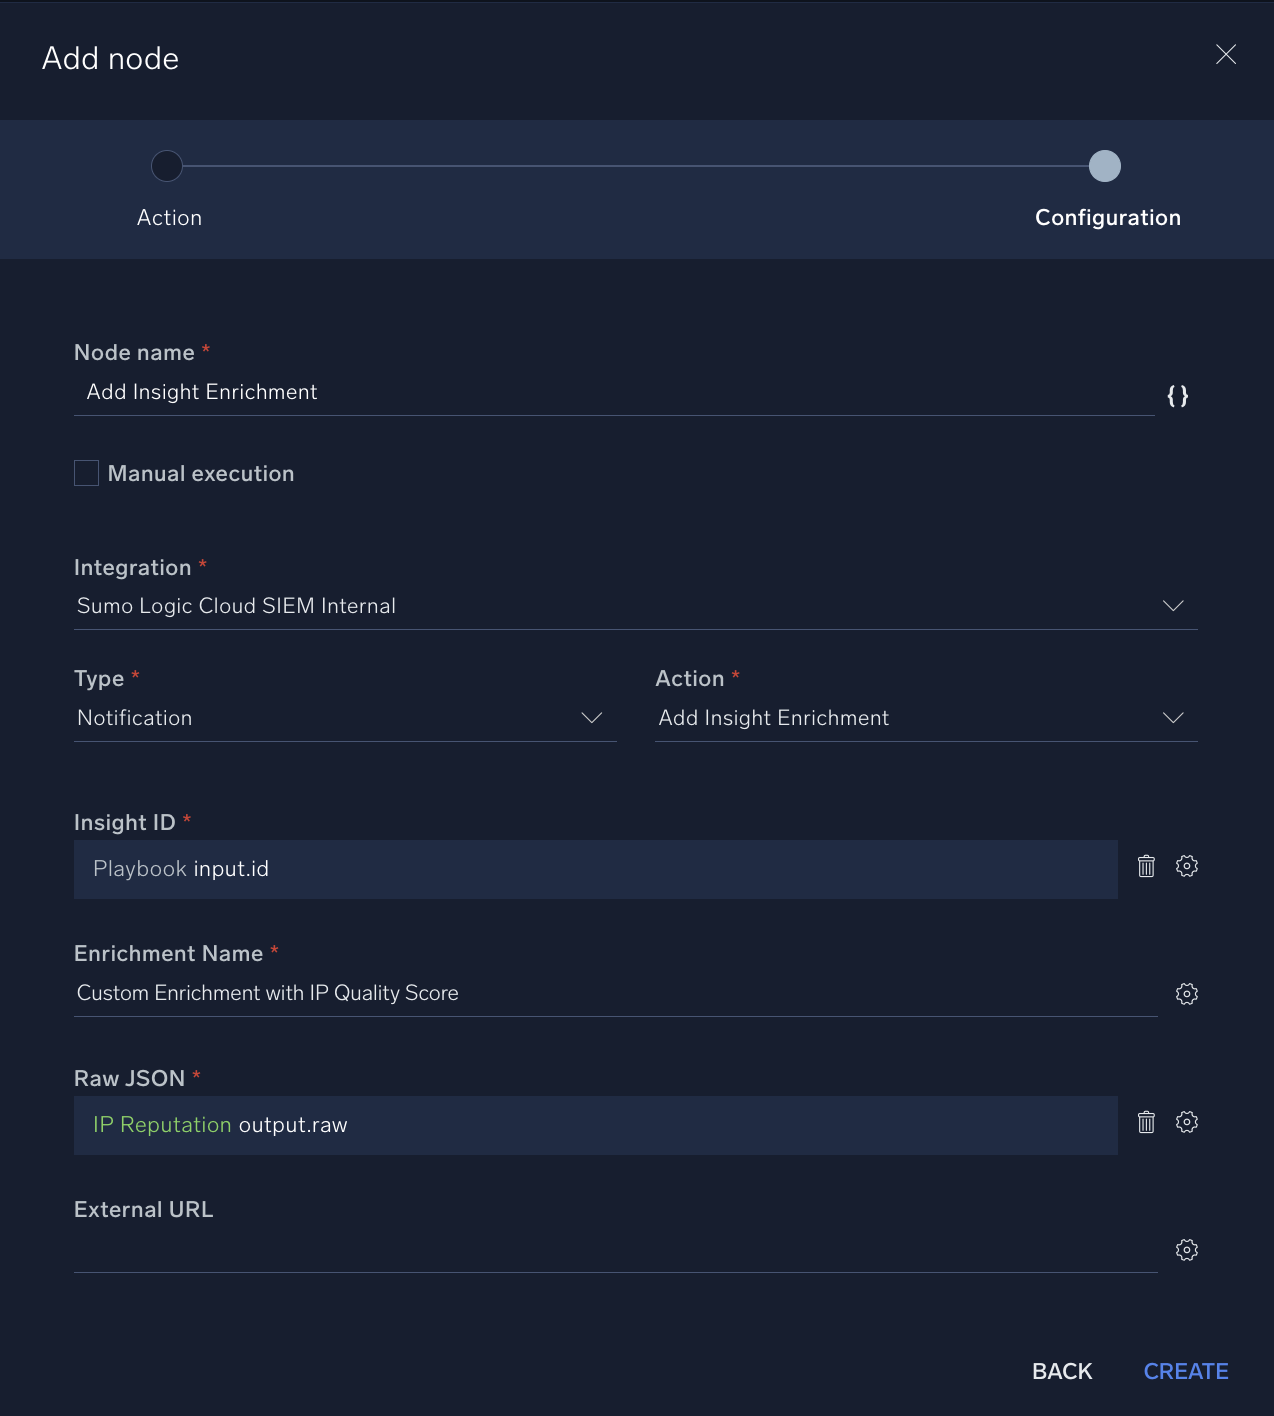 Add node
Action
Configuration
Node name *
Add Insight Enrichment
{ }
Manual execution
Integration *
Sumo Logic Cloud SIEM Internal
Type *
Action *
Notification
Add Insight Enrichment
Insight ID *
Playbook input.id
Enrichment Name *
Custom Enrichment with IP Quality Score
Raw JSON *
IP Reputation output.raw
External URL
BACK
CREATE